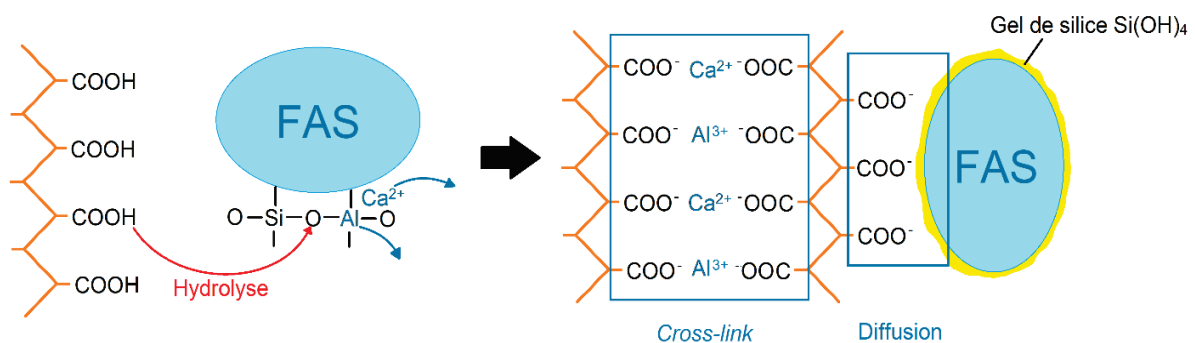 COOH
COOH
COOH
COOH
Hydrolyse
FAS
Ca²⁺
O-Si-O-Al-O
Gel de silice Si(OH)₄
COO⁻ Ca²⁺ ⁻OOC
COO⁻ Al³⁺ ⁻OOC
COO⁻ Ca²⁺ ⁻OOC
COO⁻ Al³⁺ ⁻OOC
Cross-link
COO⁻
COO⁻
COO⁻
Diffusion
FAS